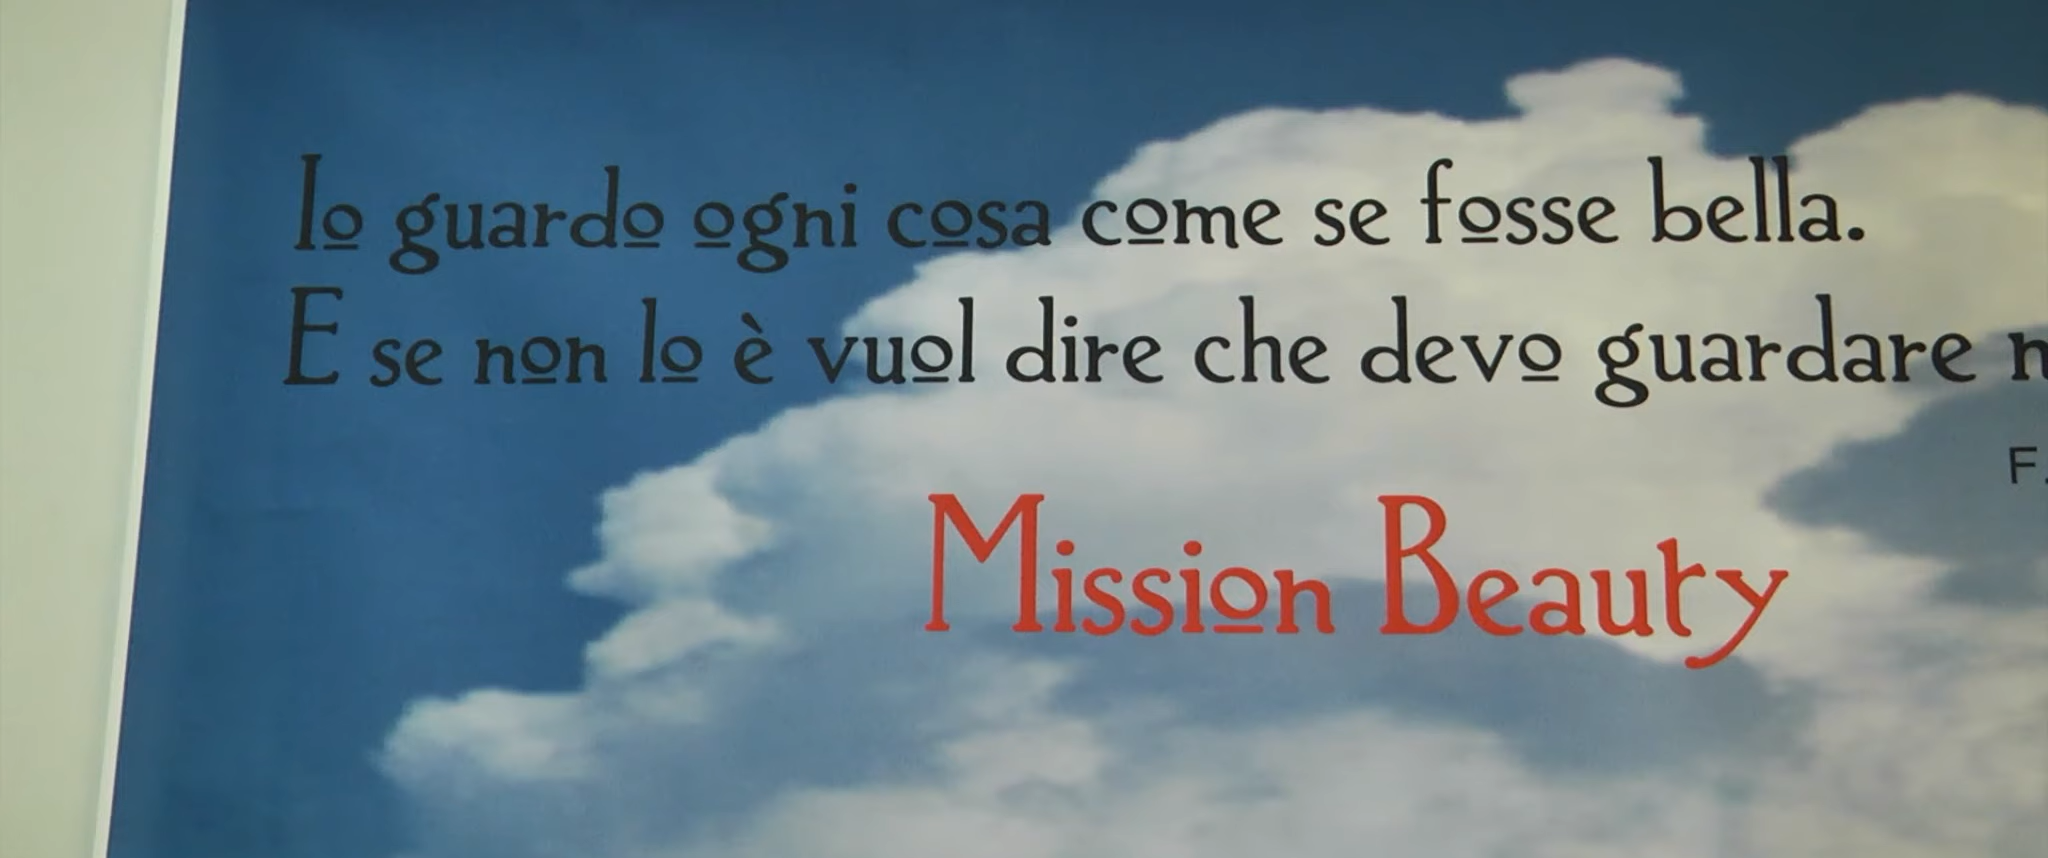 Io guardo ogni cosa come se fosse bella.
E se non lo è vuol dire che devo guardare
F.
Mission Beauty